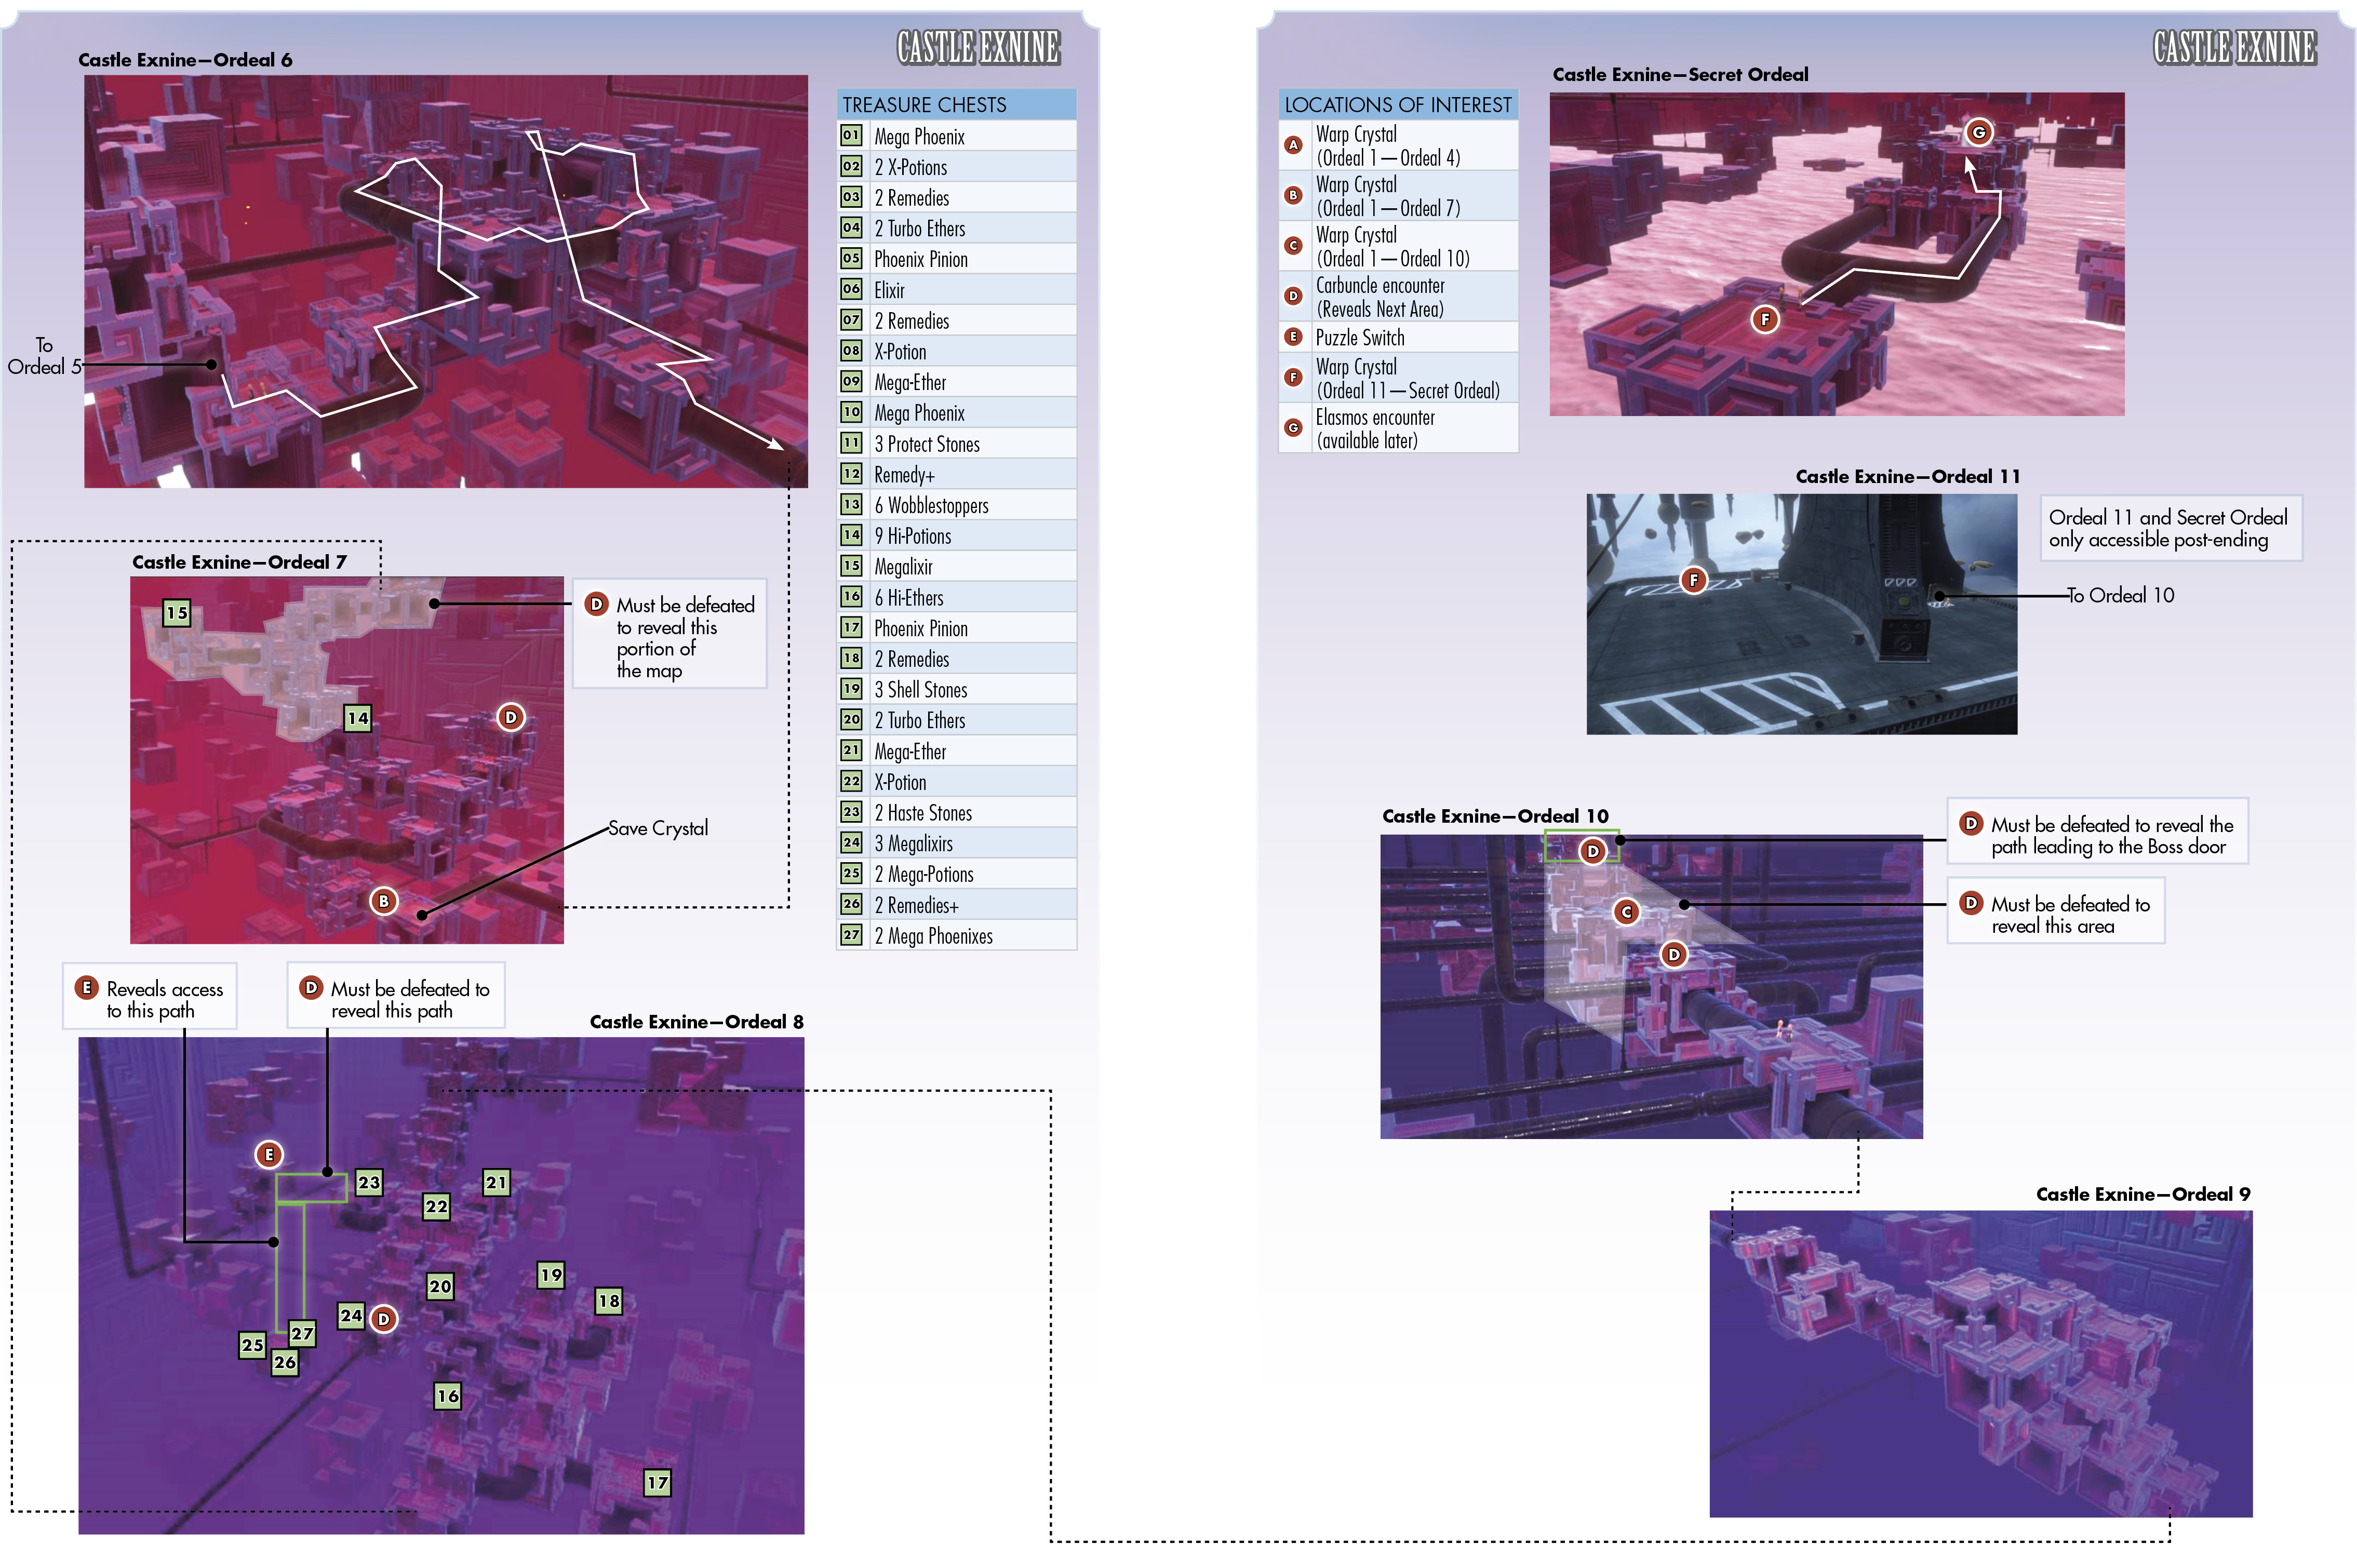 CASTLE EXNINE
Castle Exnine—Ordeal 6
To
Ordeal 5
TREASURE CHESTS
01 Mega Phoenix
02 2 X-Potions
03 2 Remedies
04 2 Turbo Ethers
05 Phoenix Pinion
06 Elixir
07 2 Remedies
08 X-Potion
09 Mega-Ether
10 Mega Phoenix
11 3 Protect Stones
12 Remedy+
13 6 Wobblestoppers
14 9 Hi-Potions
15 Megalixir
16 6 Hi-Ethers
17 Phoenix Pinion
18 2 Remedies
19 3 Shell Stones
20 2 Turbo Ethers
21 Mega-Ether
22 X-Potion
23 2 Haste Stones
24 3 Megalixirs
25 2 Mega-Potions
26 2 Remedies+
27 2 Mega Phoenixes
Castle Exnine—Ordeal 7
15
14
D
D Must be defeated
to reveal this
portion of
the map
Save Crystal
B
E Reveals access
to this path
D Must be defeated to
reveal this path
Castle Exnine—Ordeal 8
E
23
21
22
19
20
18
24
D
27
25
26
16
17
CASTLE EXNINE
LOCATIONS OF INTEREST
A Warp Crystal
(Ordeal 1—Ordeal 4)
B Warp Crystal
(Ordeal 1—Ordeal 7)
C Warp Crystal
(Ordeal 1—Ordeal 10)
D Carbuncle encounter
(Reveals Next Area)
E Puzzle Switch
F Warp Crystal
(Ordeal 11—Secret Ordeal)
G Elasmos encounter
(available later)
Castle Exnine—Secret Ordeal
G
F
Castle Exnine—Ordeal 11
F
Ordeal 11 and Secret Ordeal
only accessible post-ending
To Ordeal 10
Castle Exnine—Ordeal 10
D
C
D
D Must be defeated to reveal the
path leading to the Boss door
D Must be defeated to
reveal this area
Castle Exnine—Ordeal 9